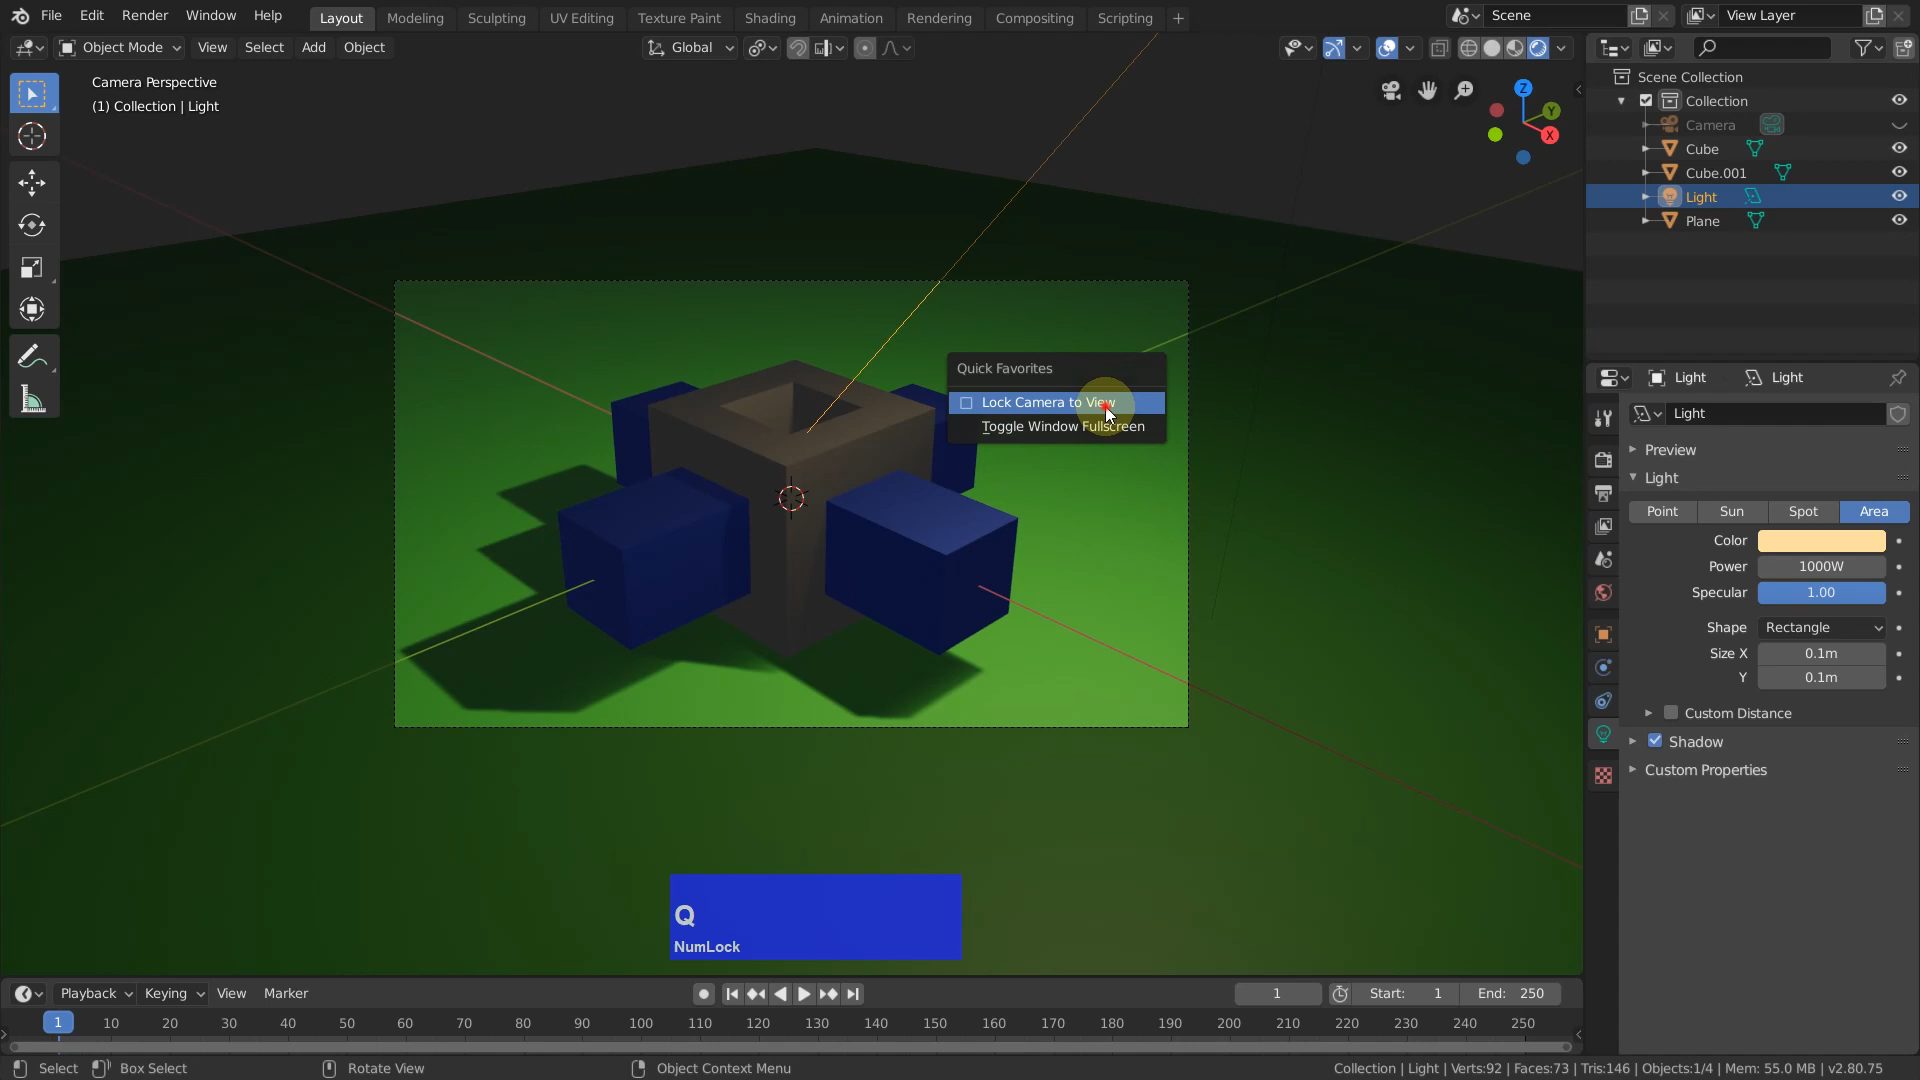 File Edit Render Window Help
Layout Modeling Sculpting UV Editing Texture Paint Shading Animation Rendering Compositing Scripting +
Scene
View Layer
Object Mode View Select Add Object
Global
Camera Perspective
(1) Collection | Light
Z
Y
X
Scene Collection
Collection
Camera
Cube
Cube.001
Light
Plane
Quick Favorites
Lock Camera to View
Toggle Window Fullscreen
Light Light
Light
Preview
Light
Point Sun Spot Area
Color
Power 1000W
Specular 1.00
Shape Rectangle
Size X 0.1m
Y 0.1m
Custom Distance
Shadow
Custom Properties
Q
NumLock
Playback Keying View Marker
1 Start: 1 End: 250
1 10 20 30 40 50 60 70 80 90 100 110 120 130 140 150 160 170 180 190 200 210 220 230 240 250
Select Box Select Rotate View Object Context Menu
Collection | Light | Verts:92 | Faces:73 | Tris:146 | Objects:1/4 | Mem: 55.0 MB | v2.80.75